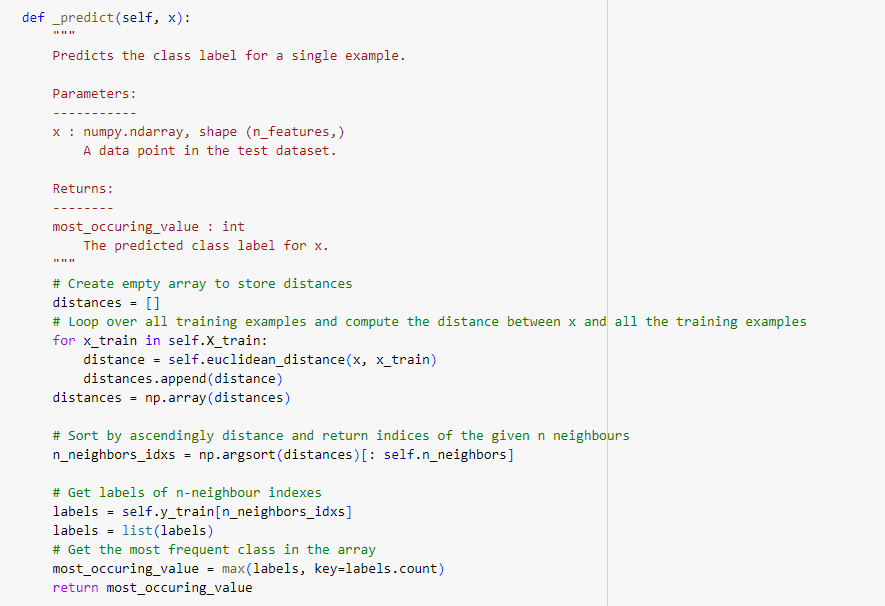 def _predict(self, x):
"""
Predicts the class label for a single example.
Parameters:
-----------
x : numpy.ndarray, shape (n_features,)
A data point in the test dataset.
Returns:
--------
most_occuring_value : int
The predicted class label for x.
"""
# Create empty array to store distances
distances = []
# Loop over all training examples and compute the distance between x and all the training examples
for x_train in self.X_train:
distance = self.euclidean_distance(x, x_train)
distances.append(distance)
distances = np.array(distances)
# Sort by ascendingly distance and return indices of the given n neighbours
n_neighbors_idxs = np.argsort(distances)[: self.n_neighbors]
# Get labels of n-neighbour indexes
labels = self.y_train[n_neighbors_idxs]
labels = list(labels)
# Get the most frequent class in the array
most_occuring_value = max(labels, key=labels.count)
return most_occuring_value